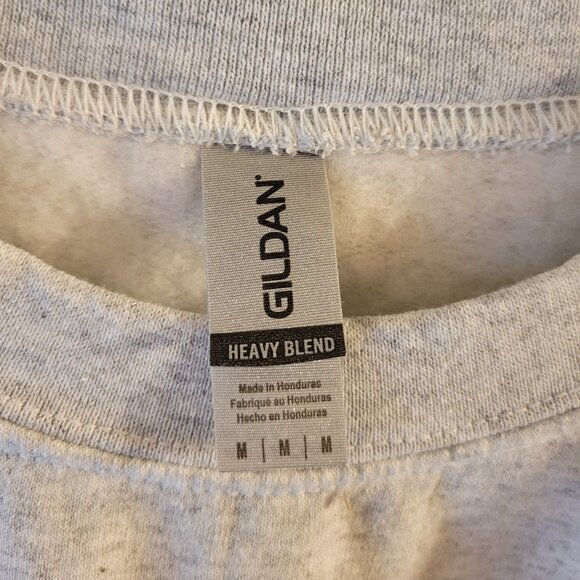 GILDAN®
HEAVY BLEND
Made in Honduras
Fabriqué au Honduras
Hecho en Honduras
M | M | M